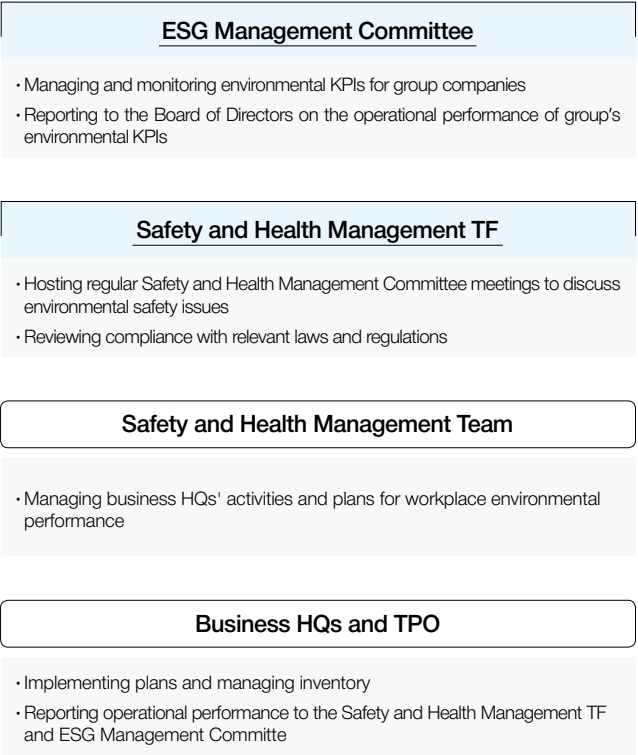 ESG Management Committee
· Managing and monitoring environmental KPIs for group companies
· Reporting to the Board of Directors on the operational performance of group's
environmental KPIs
Safety and Health Management TF
· Hosting regular Safety and Health Management Committee meetings to discuss
environmental safety issues
· Reviewing compliance with relevant laws and regulations
Safety and Health Management Team
· Managing business HQs' activities and plans for workplace environmental
performance
Business HQs and TPO
· Implementing plans and managing inventory
· Reporting operational performance to the Safety and Health Management TF
and ESG Management Committe